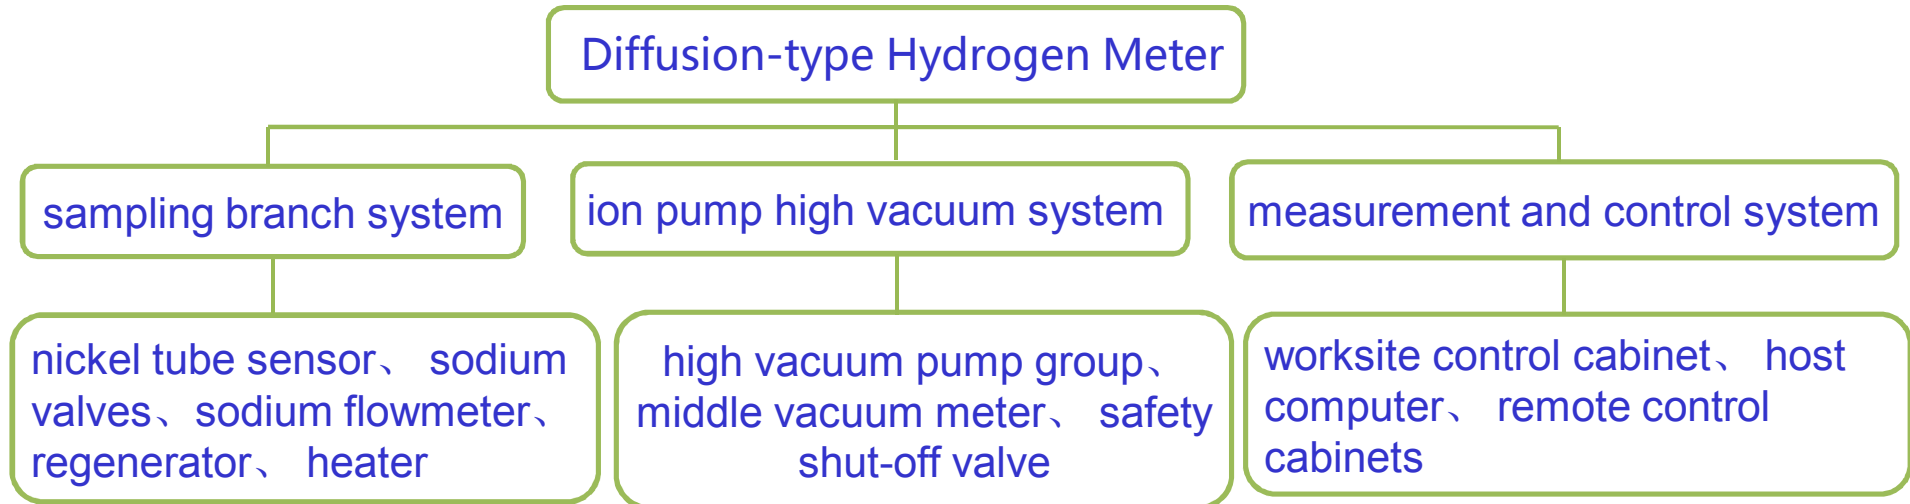 Diffusion-type Hydrogen Meter
sampling branch system
ion pump high vacuum system
measurement and control system
nickel tube sensor、 sodium
valves、sodium flowmeter、
regenerator、 heater
high vacuum pump group、
middle vacuum meter、 safety
shut-off valve
worksite control cabinet、 host
computer、 remote control
cabinets